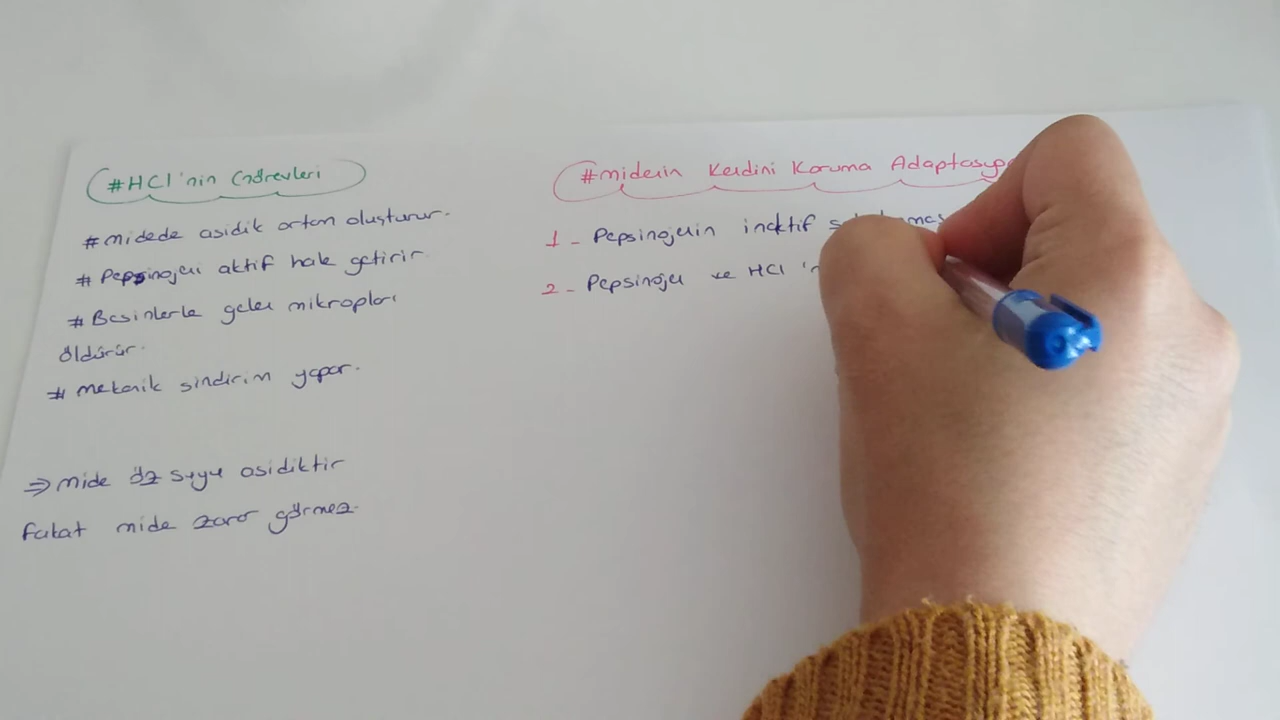 #HCl'nin Görevleri
#midede asidik ortam oluşturur.
#Pepsinojeni aktif hale getirir.
#Besinlerle gelen mikropları
öldürür.
#mekanik sindirim yapar.
⇒mide öz suyu asidiktir
fakat mide zarar görmez.
#midenin Kendini Koruma
1- Pepsinojenin inaktif
2- Pepsinojen ve HCl